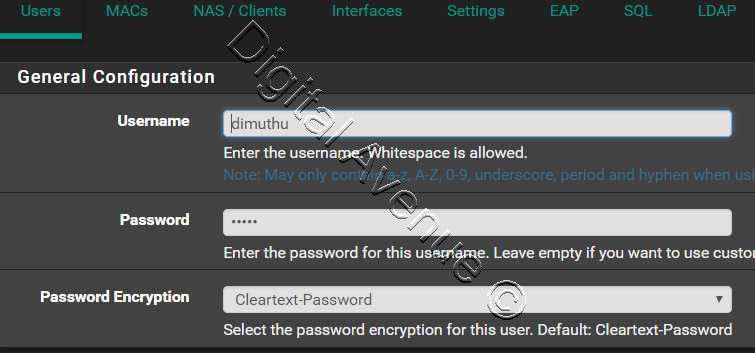 Users MACs NAS / Clients Interfaces Settings EAP SQL LDAP
General Configuration
Username dimuthu
Enter the username. Whitespace is allowed.
Note: May only contain a-z, A-Z, 0-9, underscore, period and hyphen when usi
Password •••••
Enter the password for this username. Leave empty if you want to use custo
Password Encryption Cleartext-Password
Select the password encryption for this user. Default: Cleartext-Password
Digital Avenue ©